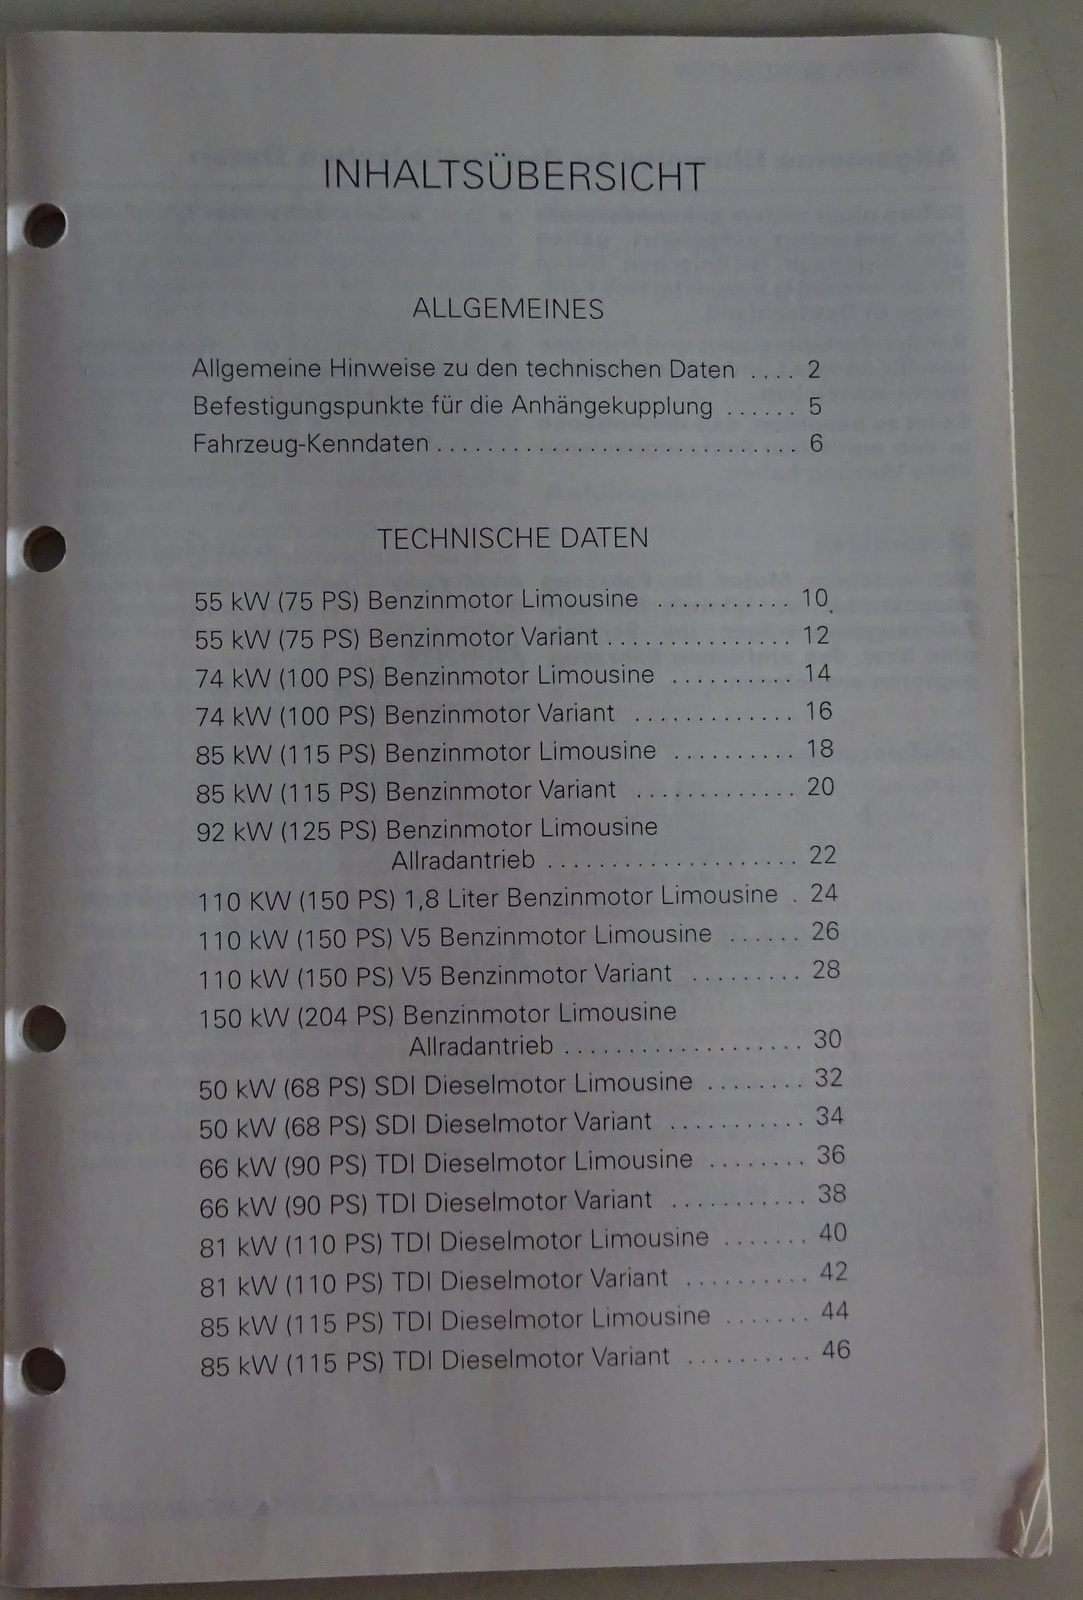 INHALTSÜBERSICHT
ALLGEMEINES
Allgemeine Hinweise zu den technischen Daten .... 2
Befestigungspunkte für die Anhängekupplung ...... 5
Fahrzeug-Kenndaten ............................. 6
TECHNISCHE DATEN
55 kW (75 PS) Benzinmotor Limousine ........... 10
55 kW (75 PS) Benzinmotor Variant ............... 12
74 kW (100 PS) Benzinmotor Limousine .......... 14
74 kW (100 PS) Benzinmotor Variant ............. 16
85 kW (115 PS) Benzinmotor Limousine .......... 18
85 kW (115 PS) Benzinmotor Variant ............. 20
92 kW (125 PS) Benzinmotor Limousine
Allradantrieb .................... 22
110 KW (150 PS) 1,8 Liter Benzinmotor Limousine . 24
110 kW (150 PS) V5 Benzinmotor Limousine ...... 26
110 kW (150 PS) V5 Benzinmotor Variant ......... 28
150 kW (204 PS) Benzinmotor Limousine
Allradantrieb ................... 30
50 kW (68 PS) SDI Dieselmotor Limousine ........ 32
50 kW (68 PS) SDI Dieselmotor Variant ........... 34
66 kW (90 PS) TDI Dieselmotor Limousine ........ 36
66 kW (90 PS) TDI Dieselmotor Variant ........... 38
81 kW (110 PS) TDI Dieselmotor Limousine ....... 40
81 kW (110 PS) TDI Dieselmotor Variant .......... 42
85 kW (115 PS) TDI Dieselmotor Limousine ....... 44
85 kW (115 PS) TDI Dieselmotor Variant .......... 46